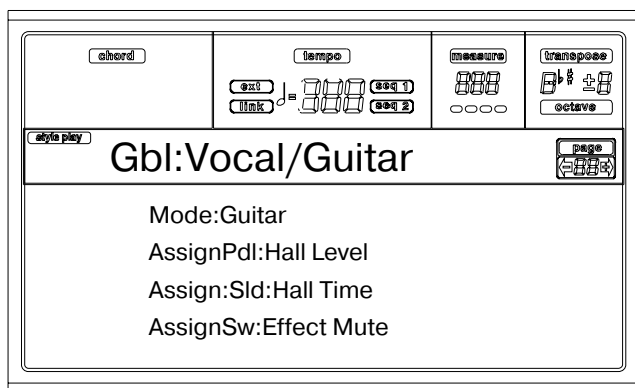 chord
tempo
measure
transpose
ext
seq 1
link
seq 2
octave
style play
Gbl:Vocal/Guitar
page
Mode:Guitar
AssignPdl:Hall Level
Assign:Sld:Hall Time
AssignSw:Effect Mute